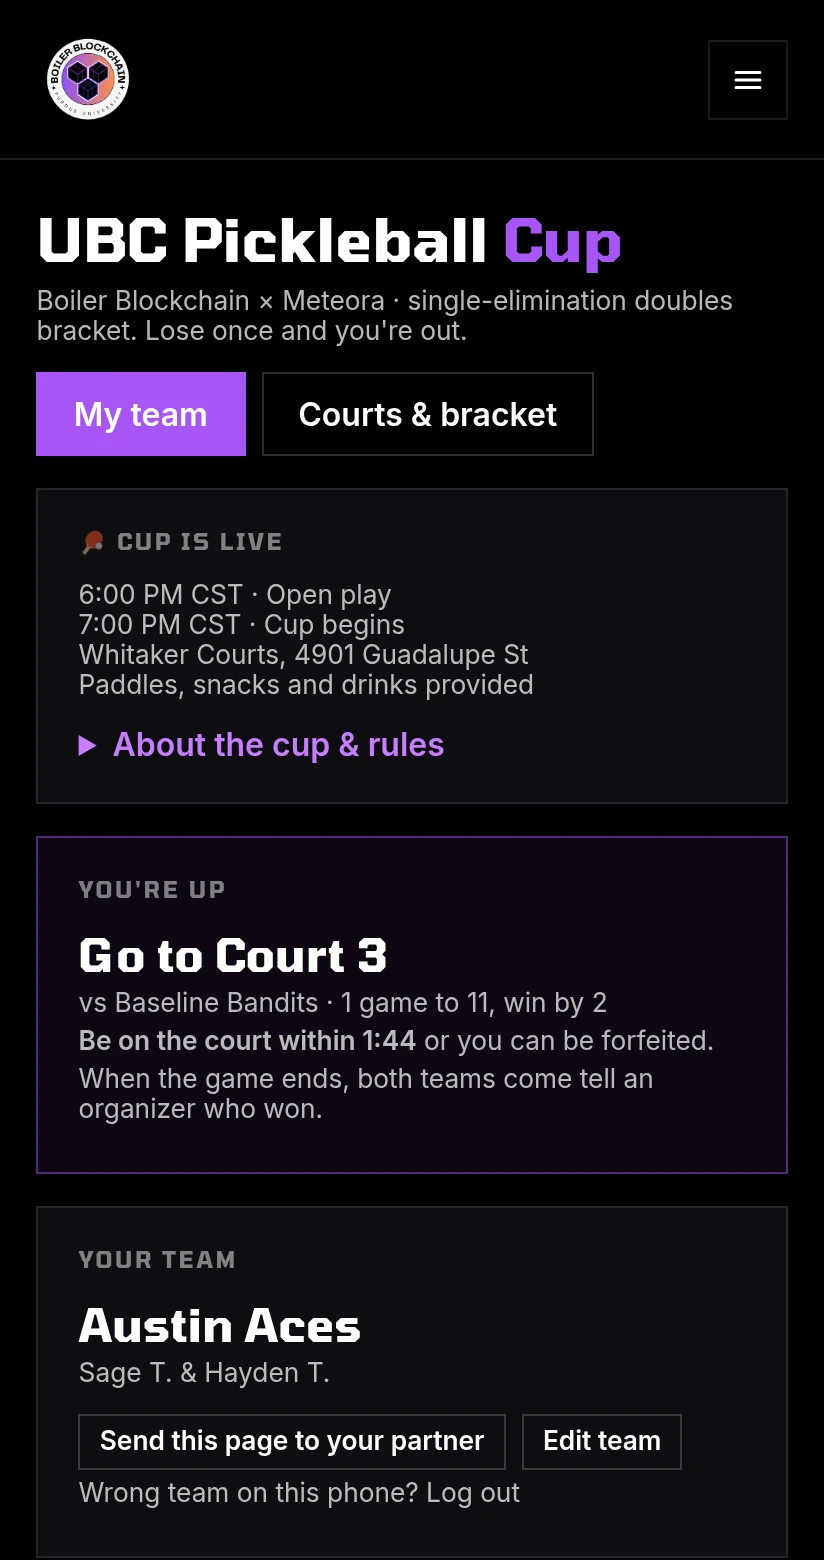 BOILER BLOCKCHAIN
PURDUE UNIVERSITY
UBC Pickleball Cup
Boiler Blockchain × Meteora · single-elimination doubles
bracket. Lose once and you're out.
My team
Courts & bracket
CUP IS LIVE
6:00 PM CST · Open play
7:00 PM CST · Cup begins
Whitaker Courts, 4901 Guadalupe St
Paddles, snacks and drinks provided
About the cup & rules
YOU'RE UP
Go to Court 3
vs Baseline Bandits · 1 game to 11, win by 2
Be on the court within 1:44 or you can be forfeited.
When the game ends, both teams come tell an
organizer who won.
YOUR TEAM
Austin Aces
Sage T. & Hayden T.
Send this page to your partner
Edit team
Wrong team on this phone? Log out